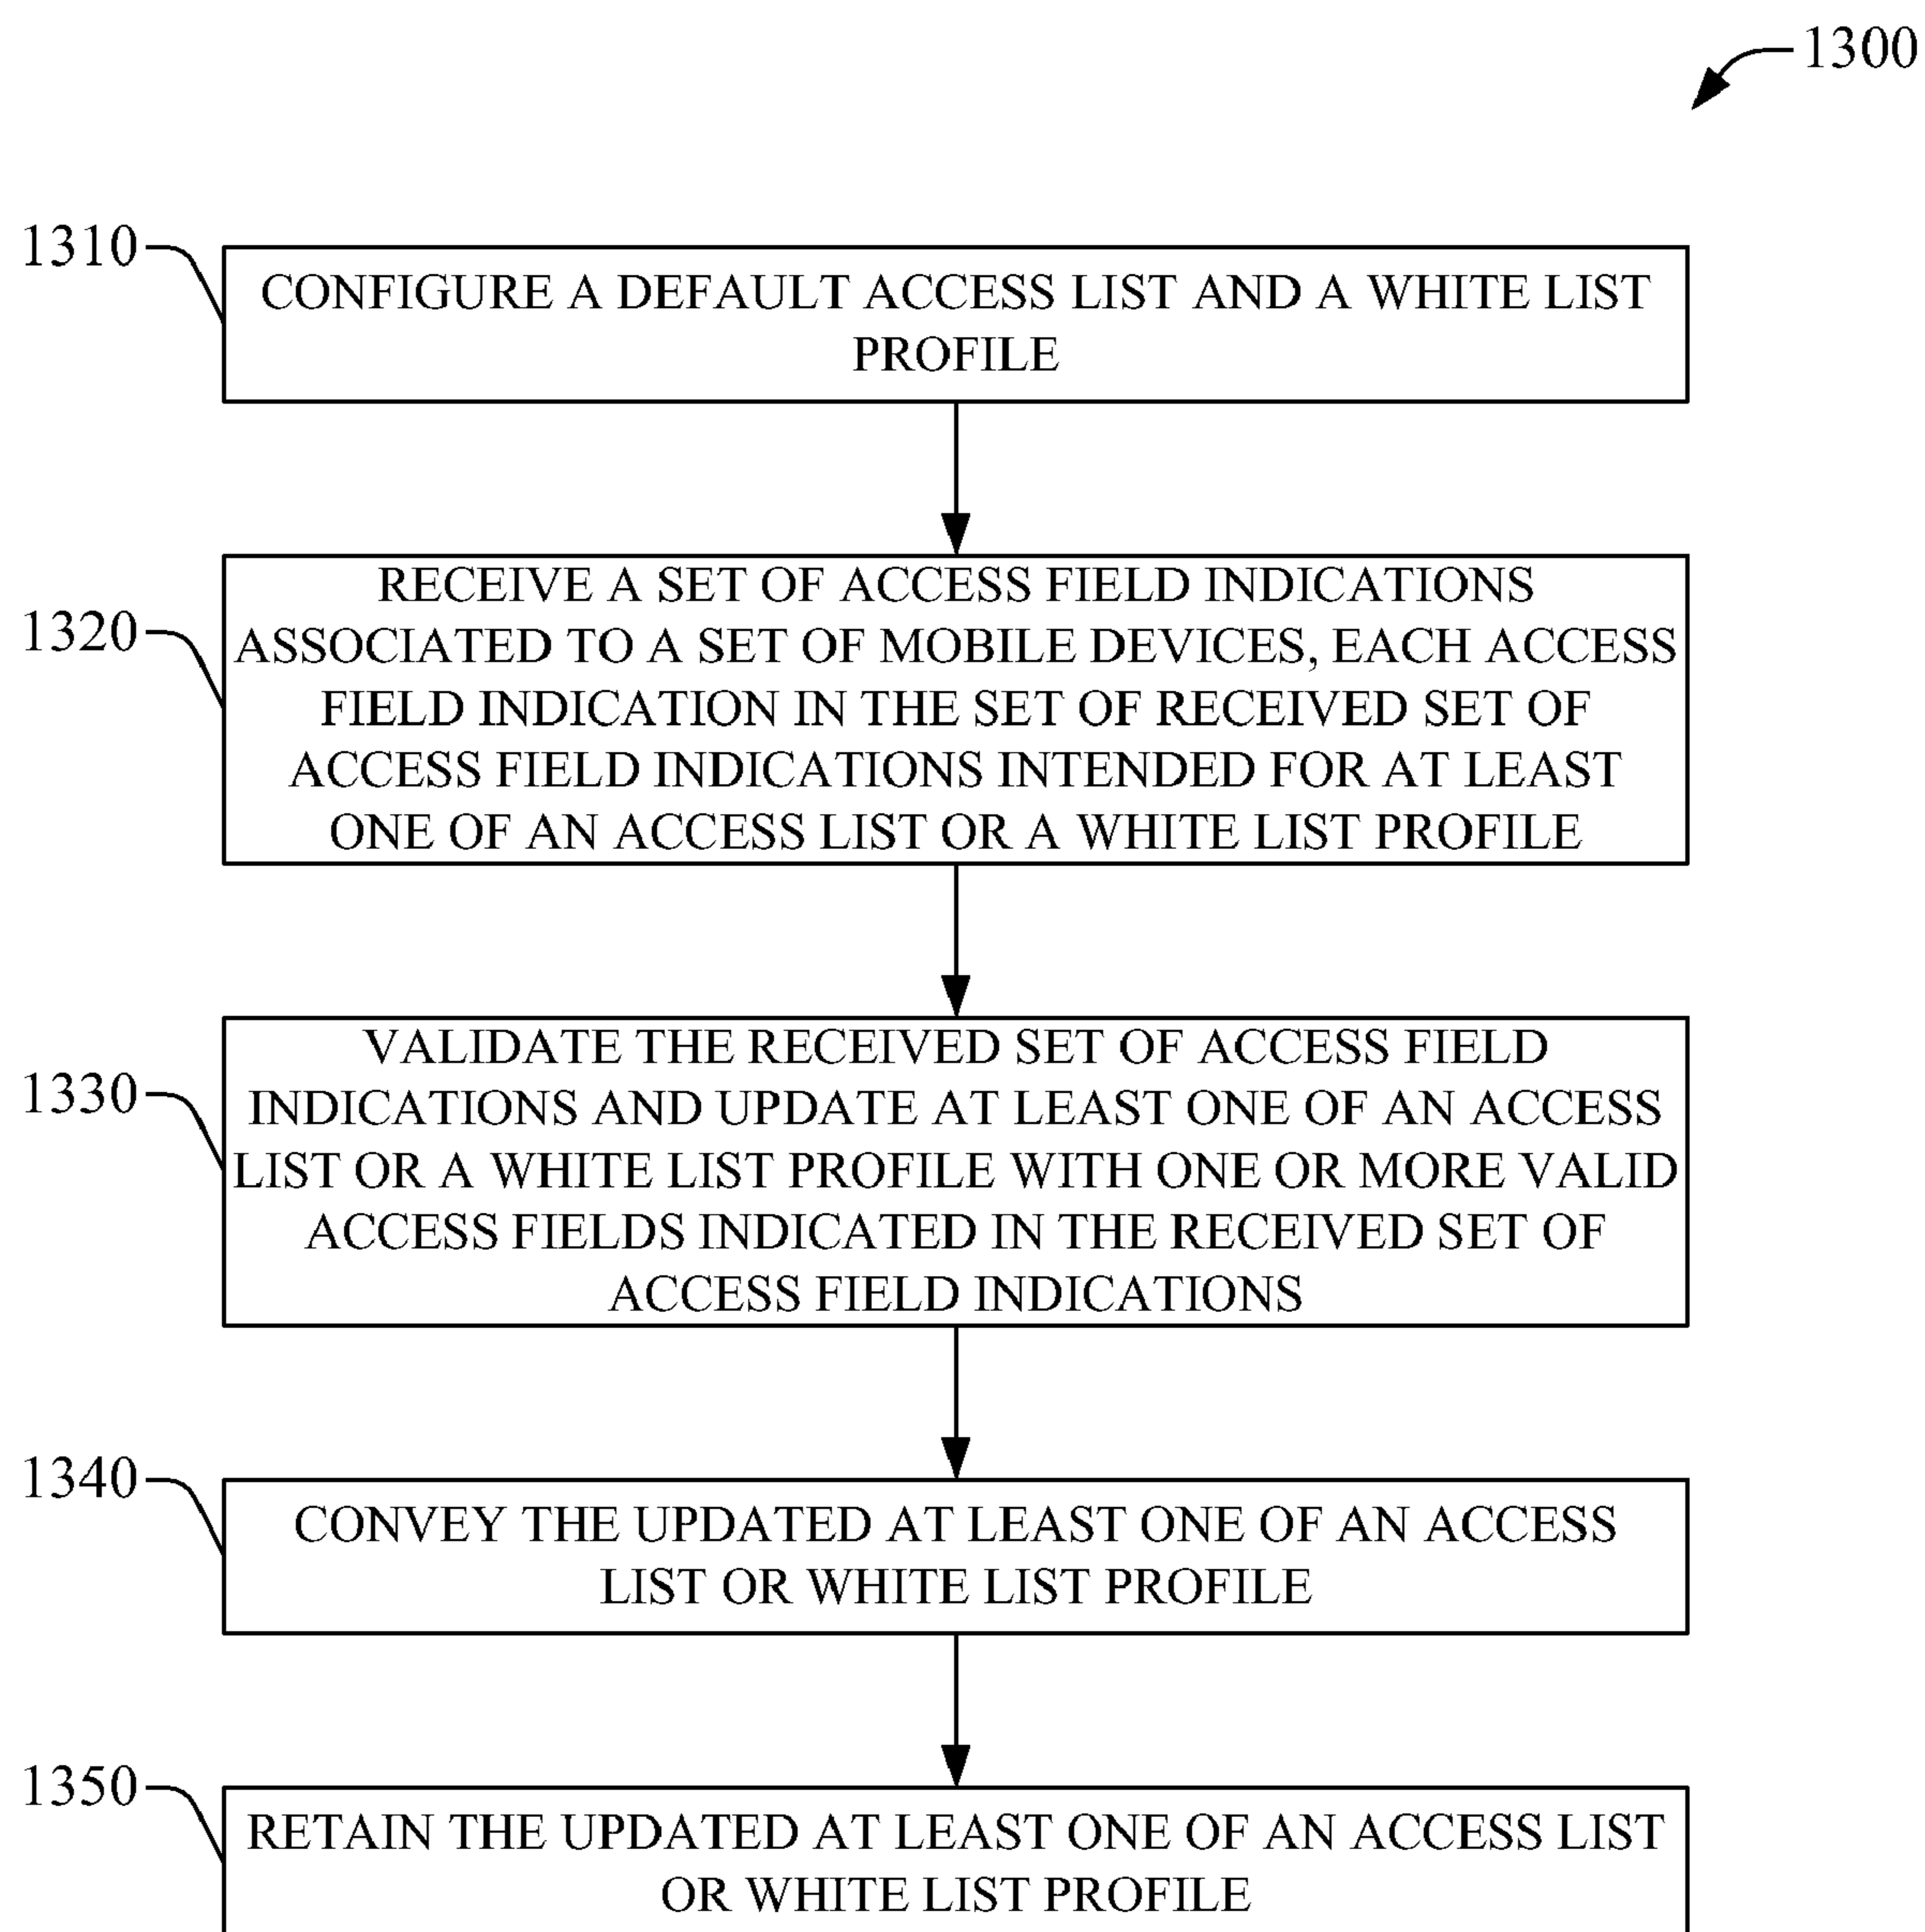 1300
1310
CONFIGURE A DEFAULT ACCESS LIST AND A WHITE LIST
PROFILE
1320
RECEIVE A SET OF ACCESS FIELD INDICATIONS
ASSOCIATED TO A SET OF MOBILE DEVICES, EACH ACCESS
FIELD INDICATION IN THE SET OF RECEIVED SET OF
ACCESS FIELD INDICATIONS INTENDED FOR AT LEAST
ONE OF AN ACCESS LIST OR A WHITE LIST PROFILE
1330
VALIDATE THE RECEIVED SET OF ACCESS FIELD
INDICATIONS AND UPDATE AT LEAST ONE OF AN ACCESS
LIST OR A WHITE LIST PROFILE WITH ONE OR MORE VALID
ACCESS FIELDS INDICATED IN THE RECEIVED SET OF
ACCESS FIELD INDICATIONS
1340
CONVEY THE UPDATED AT LEAST ONE OF AN ACCESS
LIST OR WHITE LIST PROFILE
1350
RETAIN THE UPDATED AT LEAST ONE OF AN ACCESS LIST
OR WHITE LIST PROFILE